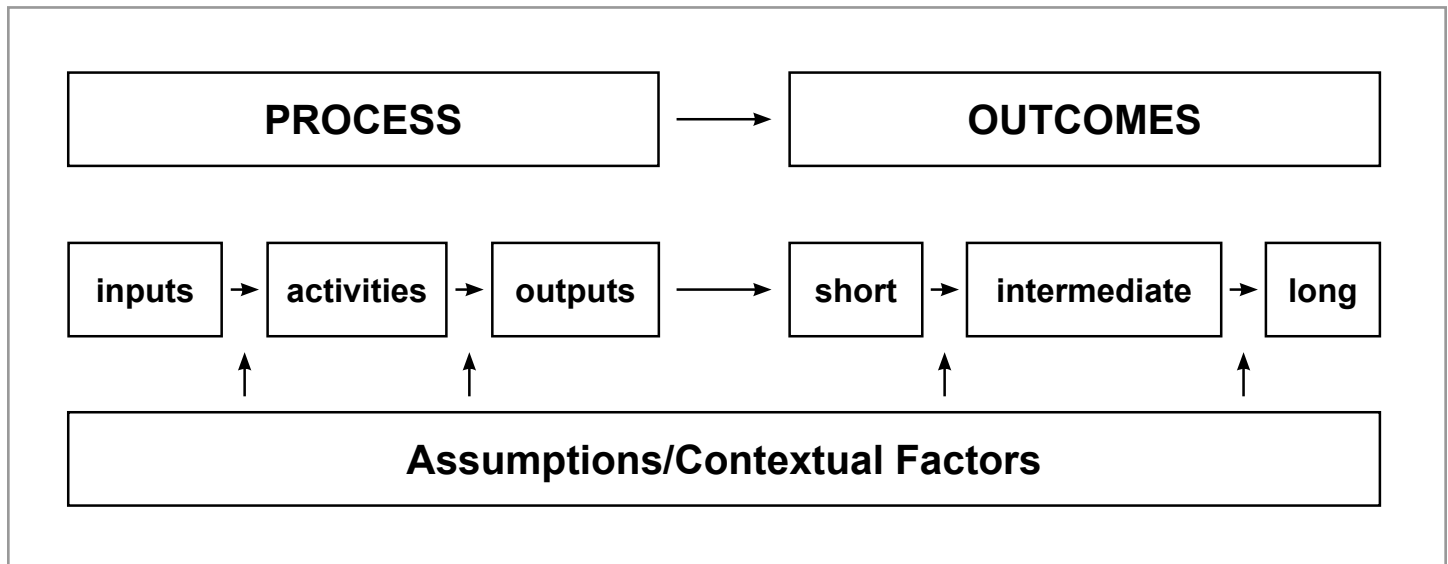 PROCESS OUTCOMES
inputs activities outputs short intermediate long
Assumptions/Contextual Factors